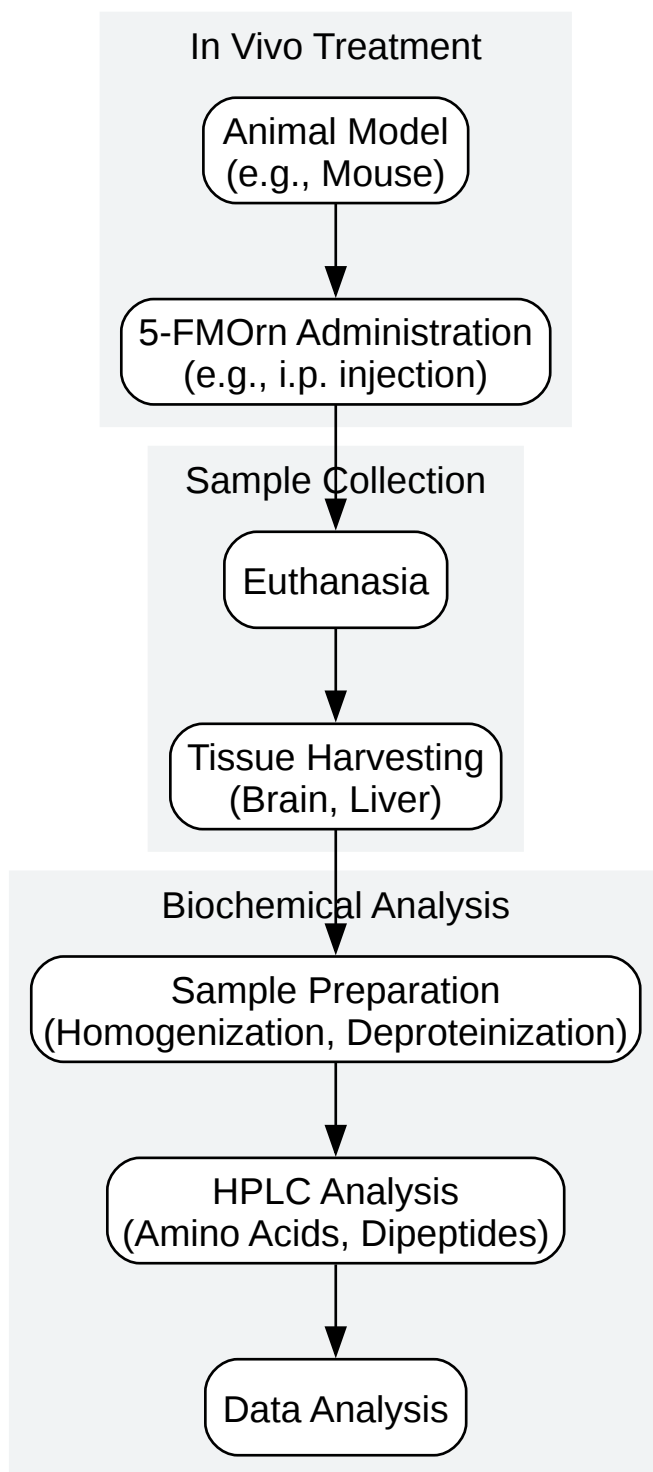 In Vivo Treatment
Animal Model
(e.g., Mouse)
5-FMOrn Administration
(e.g., i.p. injection)
Sample Collection
Euthanasia
Tissue Harvesting
(Brain, Liver)
Biochemical Analysis
Sample Preparation
(Homogenization, Deproteinization)
HPLC Analysis
(Amino Acids, Dipeptides)
Data Analysis